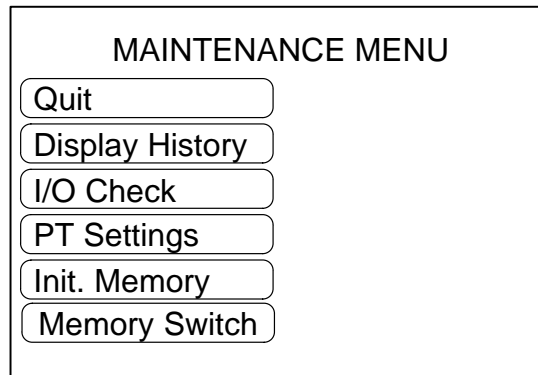 MAINTENANCE MENU
Quit
Display History
I/O Check
PT Settings
Init. Memory
Memory Switch